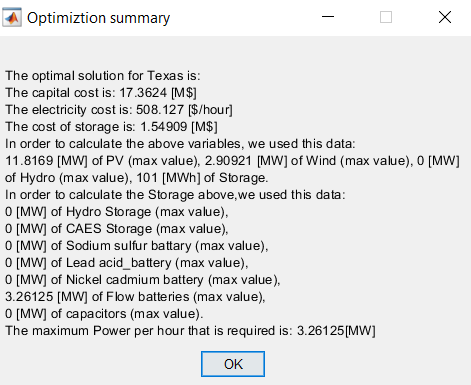 Optimiztion summary
The optimal solution for Texas is:
The capital cost is: 17.3624 [M$]
The electricity cost is: 508.127 [$/hour]
The cost of storage is: 1.54909 [M$]
In order to calculate the above variables, we used this data:
11.8169 [MW] of PV (max value), 2.90921 [MW] of Wind (max value), 0 [MW]
of Hydro (max value), 101 [MWh] of Storage.
In order to calculate the Storage above,we used this data:
0 [MW] of Hydro Storage (max value),
0 [MW] of CAES Storage (max value),
0 [MW] of Sodium sulfur battary (max value),
0 [MW] of Lead acid_battery (max value),
0 [MW] of Nickel cadmium battery (max value),
3.26125 [MW] of Flow batteries (max value),
0 [MW] of capacitors (max value).
The maximum Power per hour that is required is: 3.26125[MW]
OK